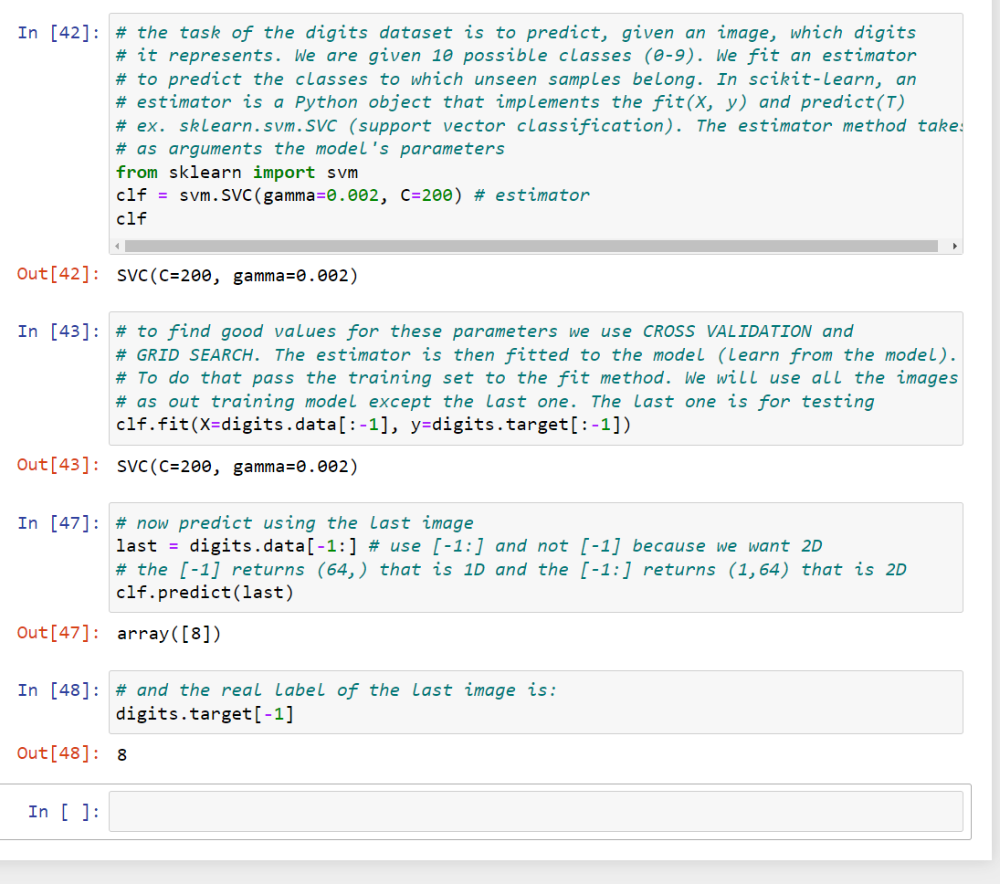 In [42]:
# the task of the digits dataset is to predict, given an image, which digits
# it represents. We are given 10 possible classes (0-9). We fit an estimator
# to predict the classes to which unseen samples belong. In scikit-learn, an
# estimator is a Python object that implements the fit(X, y) and predict(T)
# ex. sklearn.svm.SVC (support vector classification). The estimator method takes
# as arguments the model's parameters
from sklearn import svm
clf = svm.SVC(gamma=0.002, C=200) # estimator
clf
Out[42]: SVC(C=200, gamma=0.002)
In [43]:
# to find good values for these parameters we use CROSS VALIDATION and
# GRID SEARCH. The estimator is then fitted to the model (learn from the model).
# To do that pass the training set to the fit method. We will use all the images
# as out training model except the last one. The last one is for testing
clf.fit(X=digits.data[:-1], y=digits.target[:-1])
Out[43]: SVC(C=200, gamma=0.002)
In [47]:
# now predict using the last image
last = digits.data[-1:] # use [-1:] and not [-1] because we want 2D
# the [-1] returns (64,) that is 1D and the [-1:] returns (1,64) that is 2D
clf.predict(last)
Out[47]: array([8])
In [48]:
# and the real label of the last image is:
digits.target[-1]
Out[48]: 8
In [ ]: